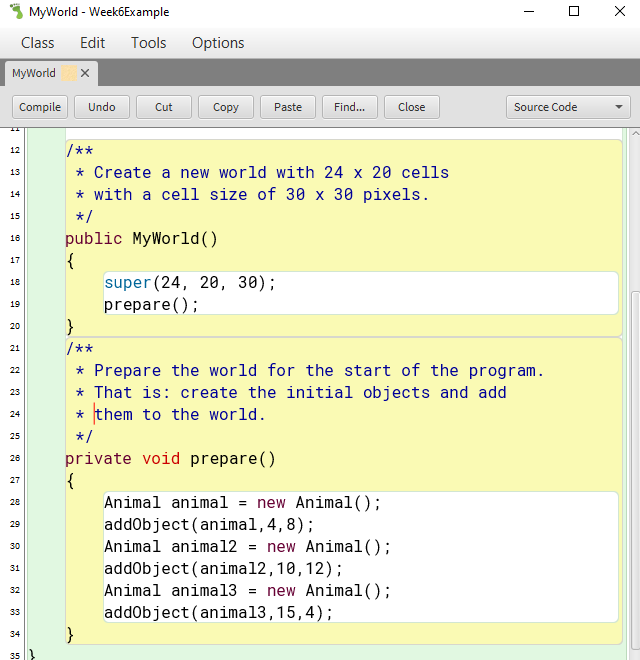 MyWorld - Week6Example
Class Edit Tools Options
MyWorld
Compile Undo Cut Copy Paste Find... Close Source Code
11
12 /**
13 * Create a new world with 24 x 20 cells
14 * with a cell size of 30 x 30 pixels.
15 */
16 public MyWorld()
17 {
18 super(24, 20, 30);
19 prepare();
20 }
21 /**
22 * Prepare the world for the start of the program.
23 * That is: create the initial objects and add
24 * them to the world.
25 */
26 private void prepare()
27 {
28 Animal animal = new Animal();
29 addObject(animal,4,8);
30 Animal animal2 = new Animal();
31 addObject(animal2,10,12);
32 Animal animal3 = new Animal();
33 addObject(animal3,15,4);
34 }
35 }